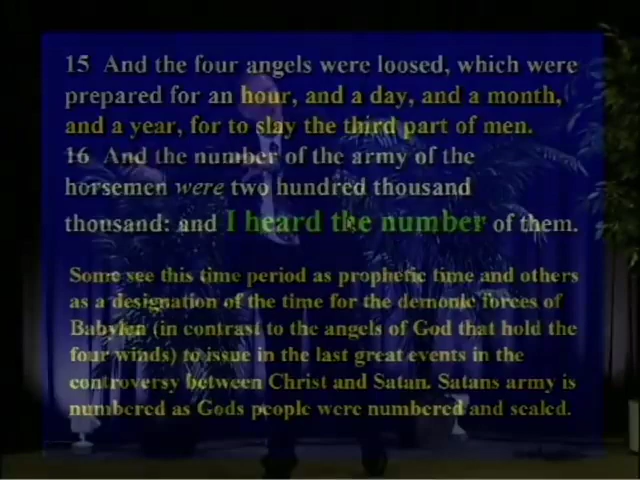 15 And the four angels were loosed, which were
prepared for an hour, and a day, and a month,
and a year, for to slay the third part of men.
16 And the number of the army of the
horsemen were two hundred thousand
thousand: and I heard the number of them.
Some see this time period as prophetic time and others
as a designation of the time for the demonic forces of
Babylon (in contrast to the angels of God that hold the
four winds) to issue in the last great events in the
controversy between Christ and Satan. Satans army is
numbered as Gods people were numbered and sealed.